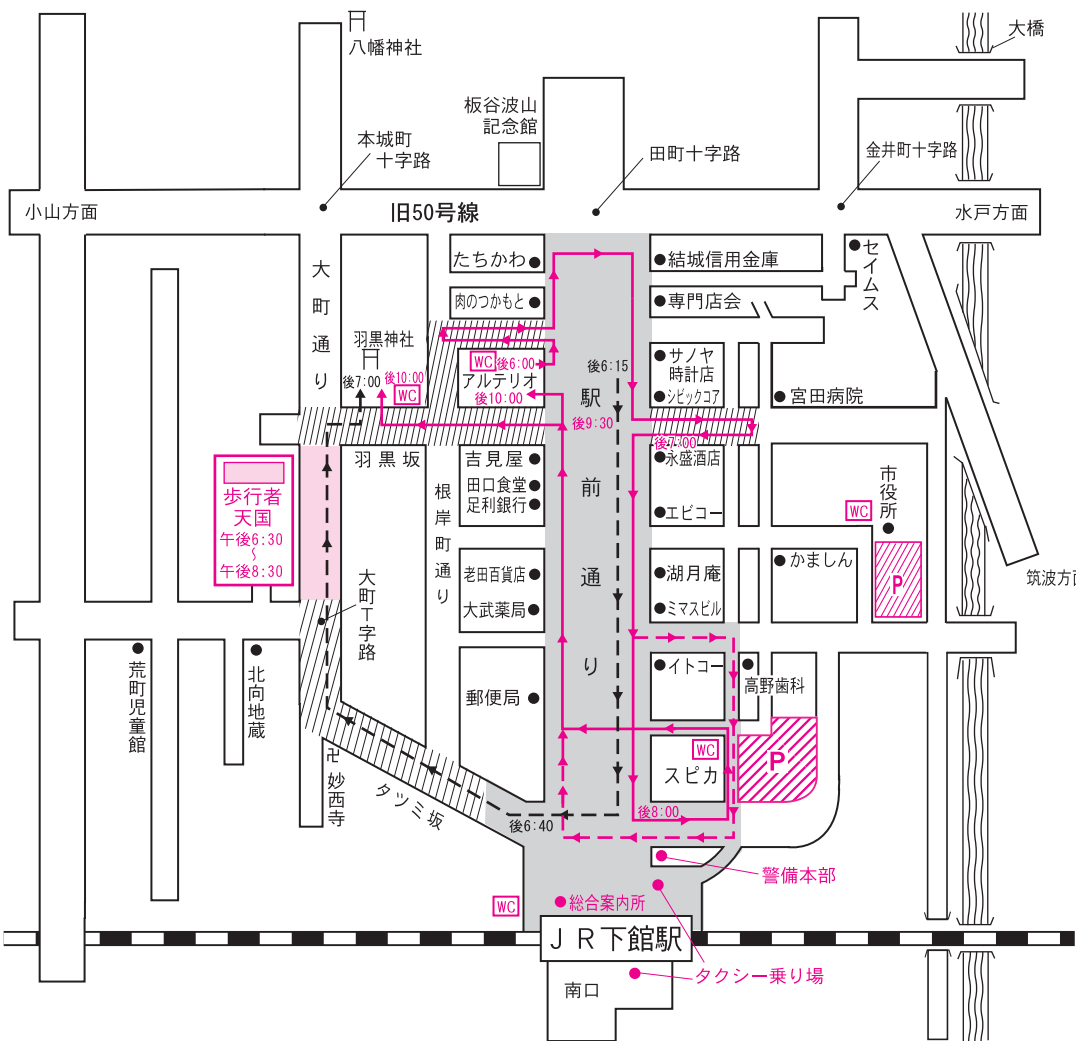 大橋
八幡神社
板谷波山
記念館
本城町
十字路
田町十字路
金井町十字路
小山方面
旧50号線
水戸方面
たちかわ
結城信用金庫
セイムス
大町通り
肉のつかもと
専門店会
羽黒神社
WC
後6:00
後6:15
サノヤ
時計店
後7:00
後10:00
WC
アルテリオ
後10:00
シビックコア
宮田病院
駅前通り
後9:30
後7:00
羽黒坂
吉見屋
永盛酒店
田口食堂
足利銀行
エビコー
根岸町通り
市役所
WC
歩行者
天国
午後6:30
〜
午後8:30
老田百貨店
湖月庵
かましん
P
筑波方面
大武薬局
ミマスビル
大町T字路
荒町児童館
北向地蔵
郵便局
イトコー
高野歯科
WC
スピカ
P
卍妙西寺
タツミ坂
後6:40
後8:00
警備本部
WC
総合案内所
JR下館駅
タクシー乗り場
南口